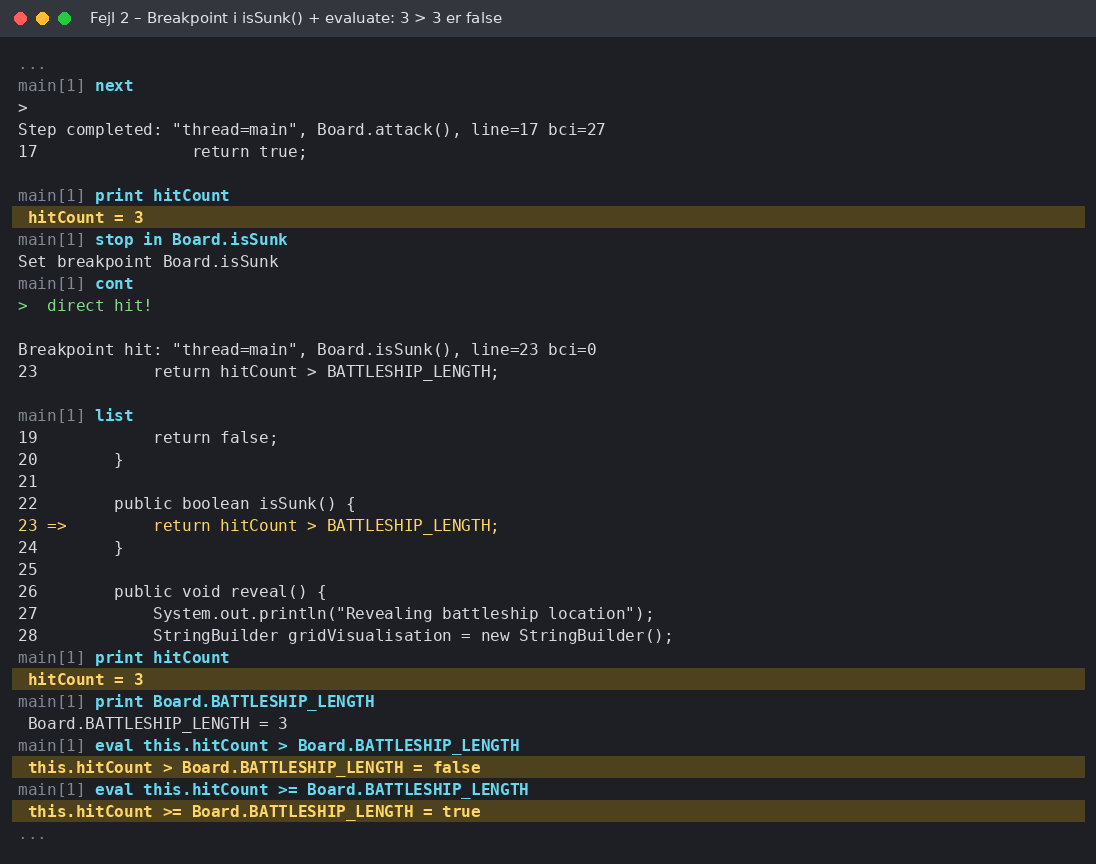 Fejl 2 – Breakpoint i isSunk() + evaluate: 3 > 3 er false
...
main[1] next
>
Step completed: "thread=main", Board.attack(), line=17 bci=27
17                return true;
main[1] print hitCount
 hitCount = 3
main[1] stop in Board.isSunk
Set breakpoint Board.isSunk
main[1] cont
>  direct hit!
Breakpoint hit: "thread=main", Board.isSunk(), line=23 bci=0
23            return hitCount > BATTLESHIP_LENGTH;
main[1] list
19            return false;
20        }
21
22        public boolean isSunk() {
23 =>         return hitCount > BATTLESHIP_LENGTH;
24        }
25
26        public void reveal() {
27            System.out.println("Revealing battleship location");
28            StringBuilder gridVisualisation = new StringBuilder();
main[1] print hitCount
 hitCount = 3
main[1] print Board.BATTLESHIP_LENGTH
 Board.BATTLESHIP_LENGTH = 3
main[1] eval this.hitCount > Board.BATTLESHIP_LENGTH
 this.hitCount > Board.BATTLESHIP_LENGTH = false
main[1] eval this.hitCount >= Board.BATTLESHIP_LENGTH
 this.hitCount >= Board.BATTLESHIP_LENGTH = true
...